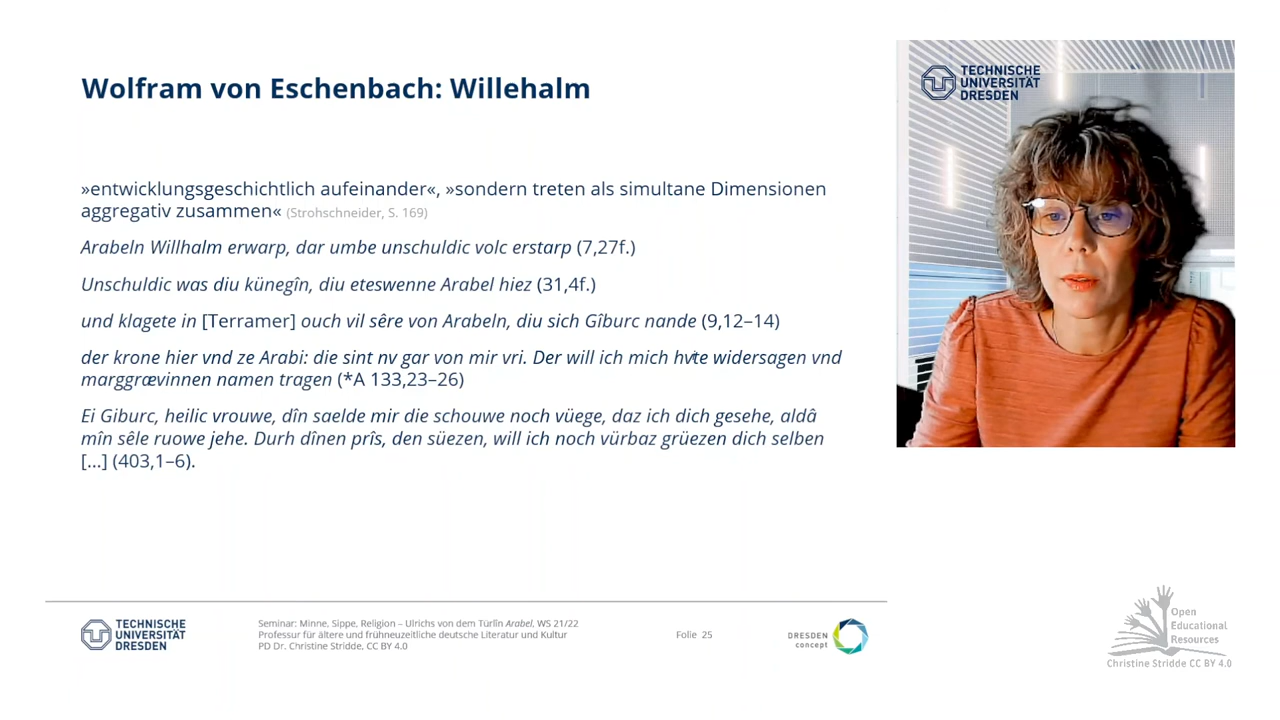 Wolfram von Eschenbach: Willehalm
»entwicklungsgeschichtlich aufeinander«, »sondern treten als simultane Dimensionen
aggregativ zusammen« (Strohschneider, S. 169)
Arabeln Willhalm erwarp, dar umbe unschuldic volc erstarp (7,27f.)
Unschuldic was diu künegîn, diu eteswenne Arabel hiez (31,4f.)
und klagete in [Terramer] ouch vil sêre von Arabeln, diu sich Gîburc nande (9,12–14)
der krone hier vnd ze Arabi: die sint nv gar von mir vri. Der will ich mich hvte widersagen vnd
marggrævinnen namen tragen (*A 133,23–26)
Ei Giburc, heilic vrouwe, dîn saelde mir die schouwe noch vüege, daz ich dich gesehe, aldâ
mîn sêle ruowe jehe. Durh dînen prîs, den süezen, will ich noch vürbaz grüezen dich selben
[...] (403,1–6).
TECHNISCHE
UNIVERSITÄT
DRESDEN
TECHNISCHE
UNIVERSITÄT
DRESDEN
Seminar: Minne, Sippe, Religion – Ulrichs von dem Türlîn Arabel, WS 21/22
Professur für ältere und frühneuzeitliche deutsche Literatur und Kultur
PD Dr. Christine Stridde, CC BY 4.0
Folie 25
DRESDEN
concept
Open
Educational
Resources
Christine Stridde CC BY 4.0